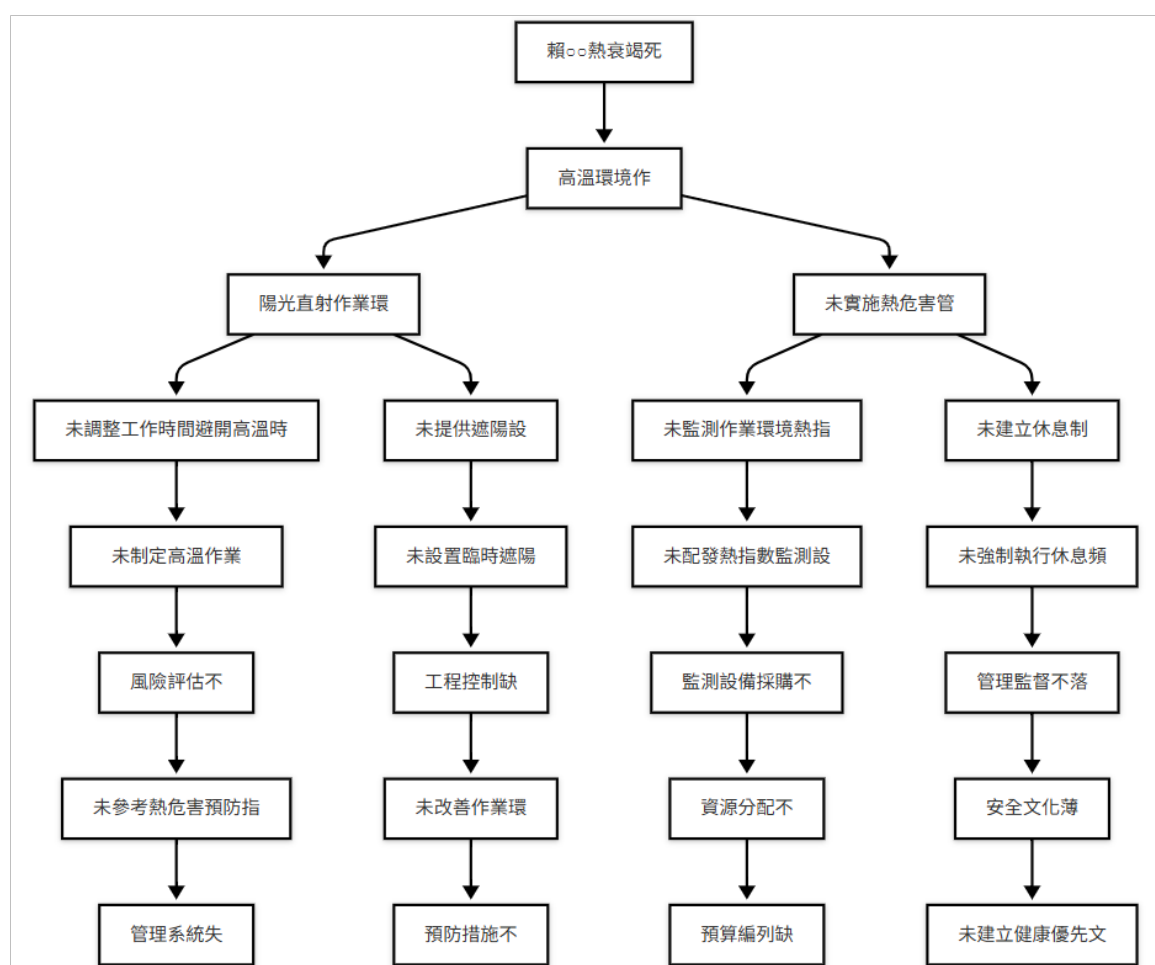 賴○○熱衰竭死
高溫環境作
陽光直射作業環
未實施熱危害管
未調整工作時間避開高溫時
未提供遮陽設
未監測作業環境熱指
未建立休息制
未制定高溫作業
未設置臨時遮陽
未配發熱指數監測設
未強制執行休息頻
風險評估不
工程控制缺
監測設備採購不
管理監督不落
未參考熱危害預防指
未改善作業環
資源分配不
安全文化薄
管理系統失
預防措施不
預算編列缺
未建立健康優先文